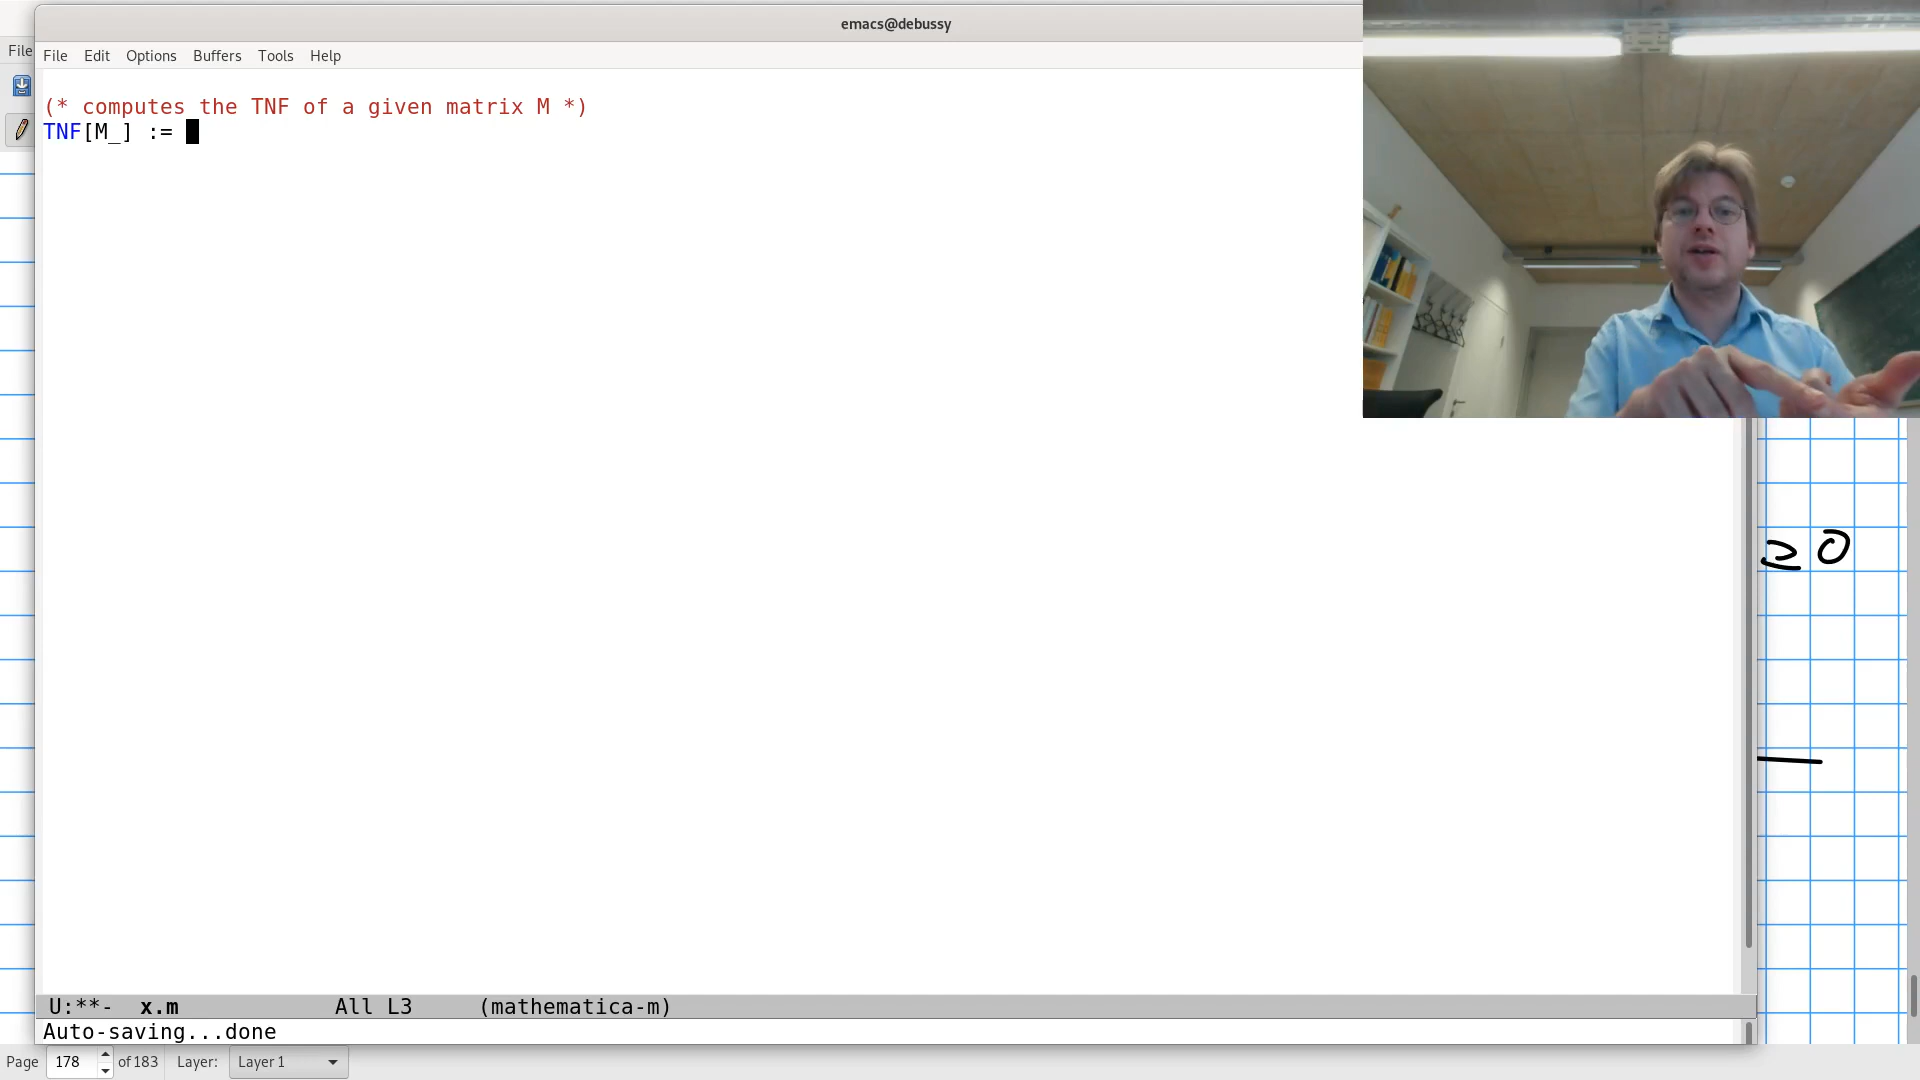 emacs@debussy
File
File Edit Options Buffers Tools Help
(* computes the TNF of a given matrix M *)
TNF[M_] :=
20
U:**- x.m All L3 (mathematica-m)
Auto-saving...done
Page 178 of 183 Layer: Layer 1